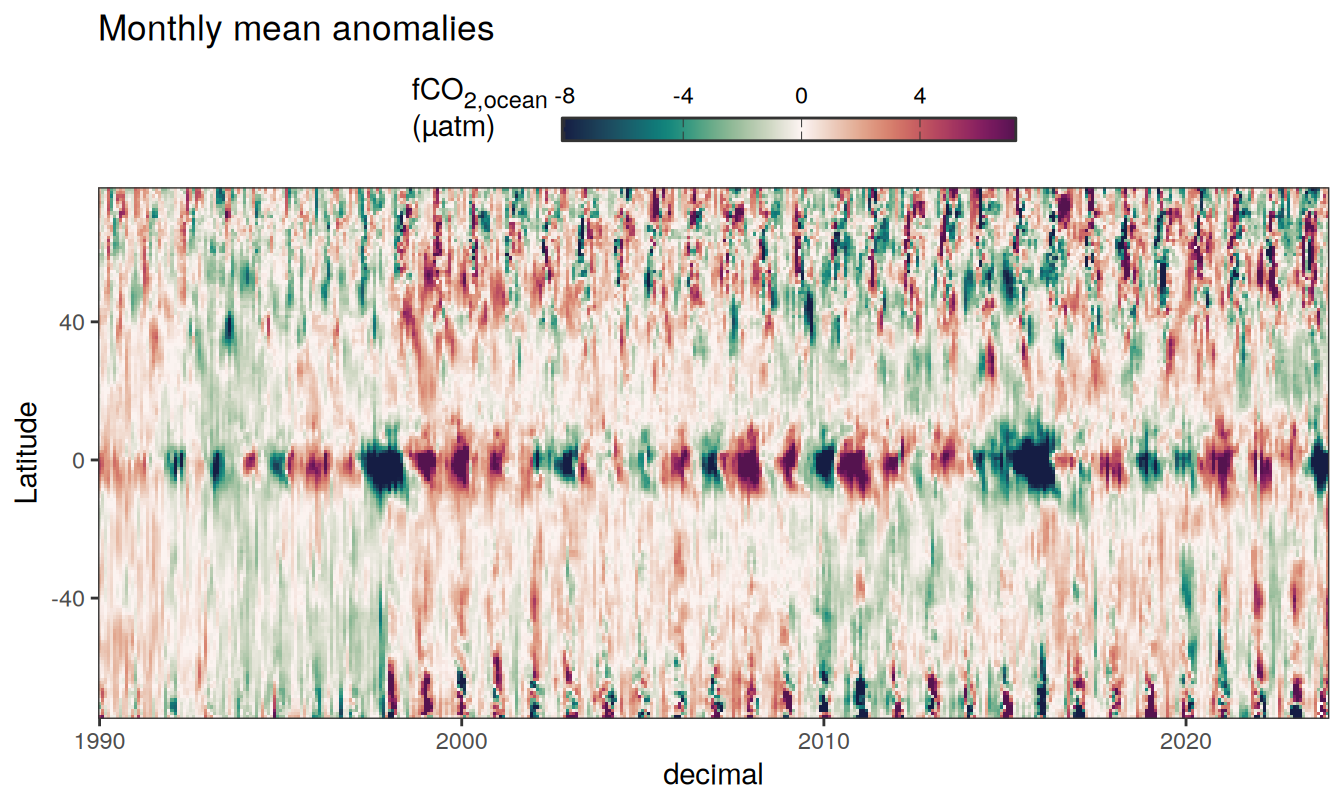 Monthly mean anomalies
fCO2,ocean -8 -4 0 4
(µatm)
40
0
-40
Latitude
1990 2000 2010 2020
decimal